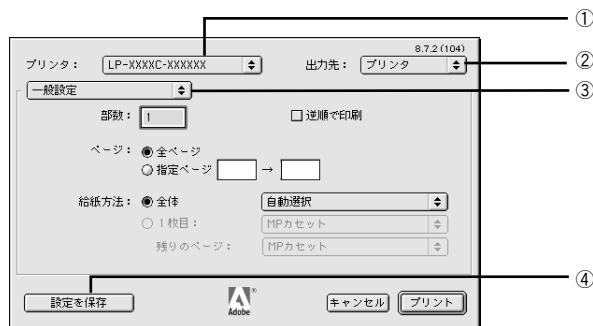 ①
8.7.2 (104)
プリンタ： LP-XXXXC-XXXXXX 出力先： プリンタ ②
一般設定 ③
部数： 1 逆順で印刷
ページ： 全ページ
指定ページ →
給紙方法： 全体 自動選択
1枚目： MPカセット
残りのページ： MPカセット
④
設定を保存 Adobe ® キャンセル プリント